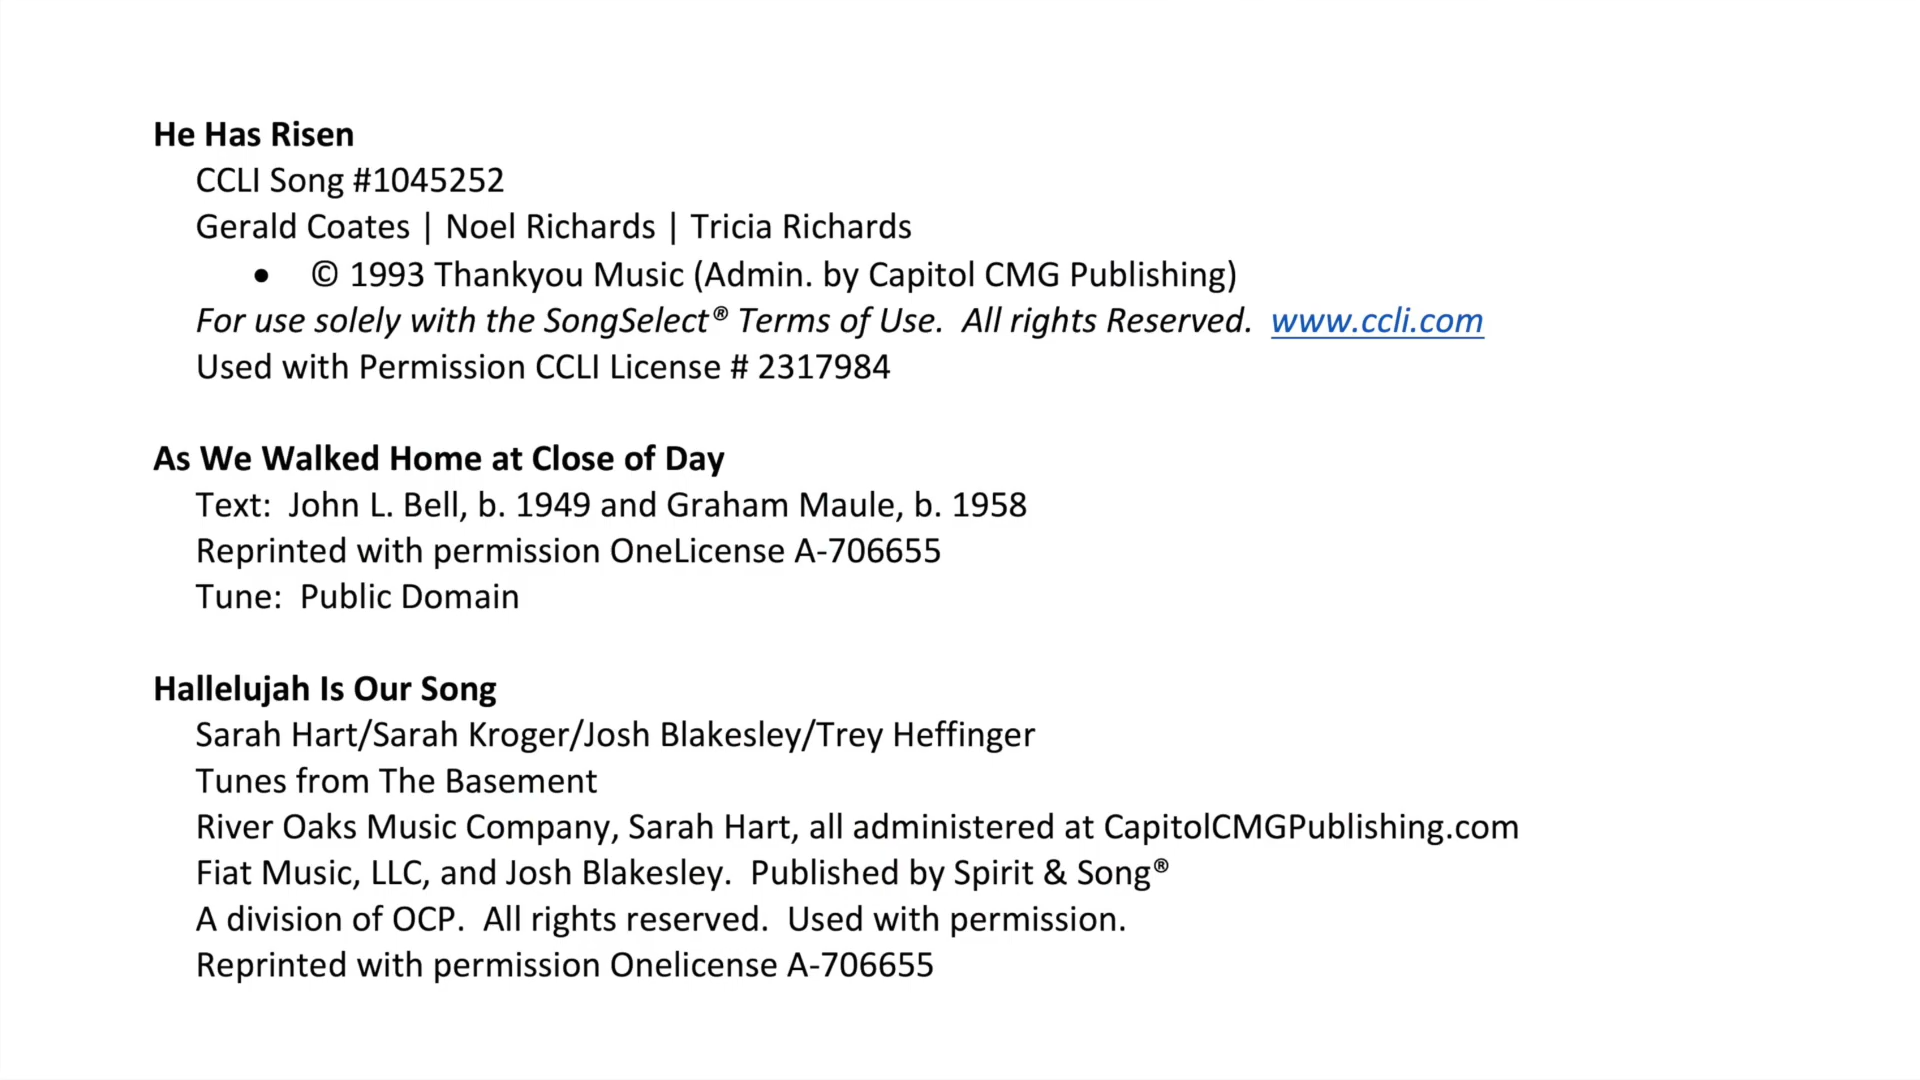 He Has Risen
CCLI Song #1045252
Gerald Coates | Noel Richards | Tricia Richards
• © 1993 Thankyou Music (Admin. by Capitol CMG Publishing)
For use solely with the SongSelect® Terms of Use.  All rights Reserved.  www.ccli.com
Used with Permission CCLI License # 2317984
As We Walked Home at Close of Day
Text:  John L. Bell, b. 1949 and Graham Maule, b. 1958
Reprinted with permission OneLicense A-706655
Tune:  Public Domain
Hallelujah Is Our Song
Sarah Hart/Sarah Kroger/Josh Blakesley/Trey Heffinger
Tunes from The Basement
River Oaks Music Company, Sarah Hart, all administered at CapitolCMGPublishing.com
Fiat Music, LLC, and Josh Blakesley.  Published by Spirit & Song®
A division of OCP.  All rights reserved.  Used with permission.
Reprinted with permission Onelicense A-706655